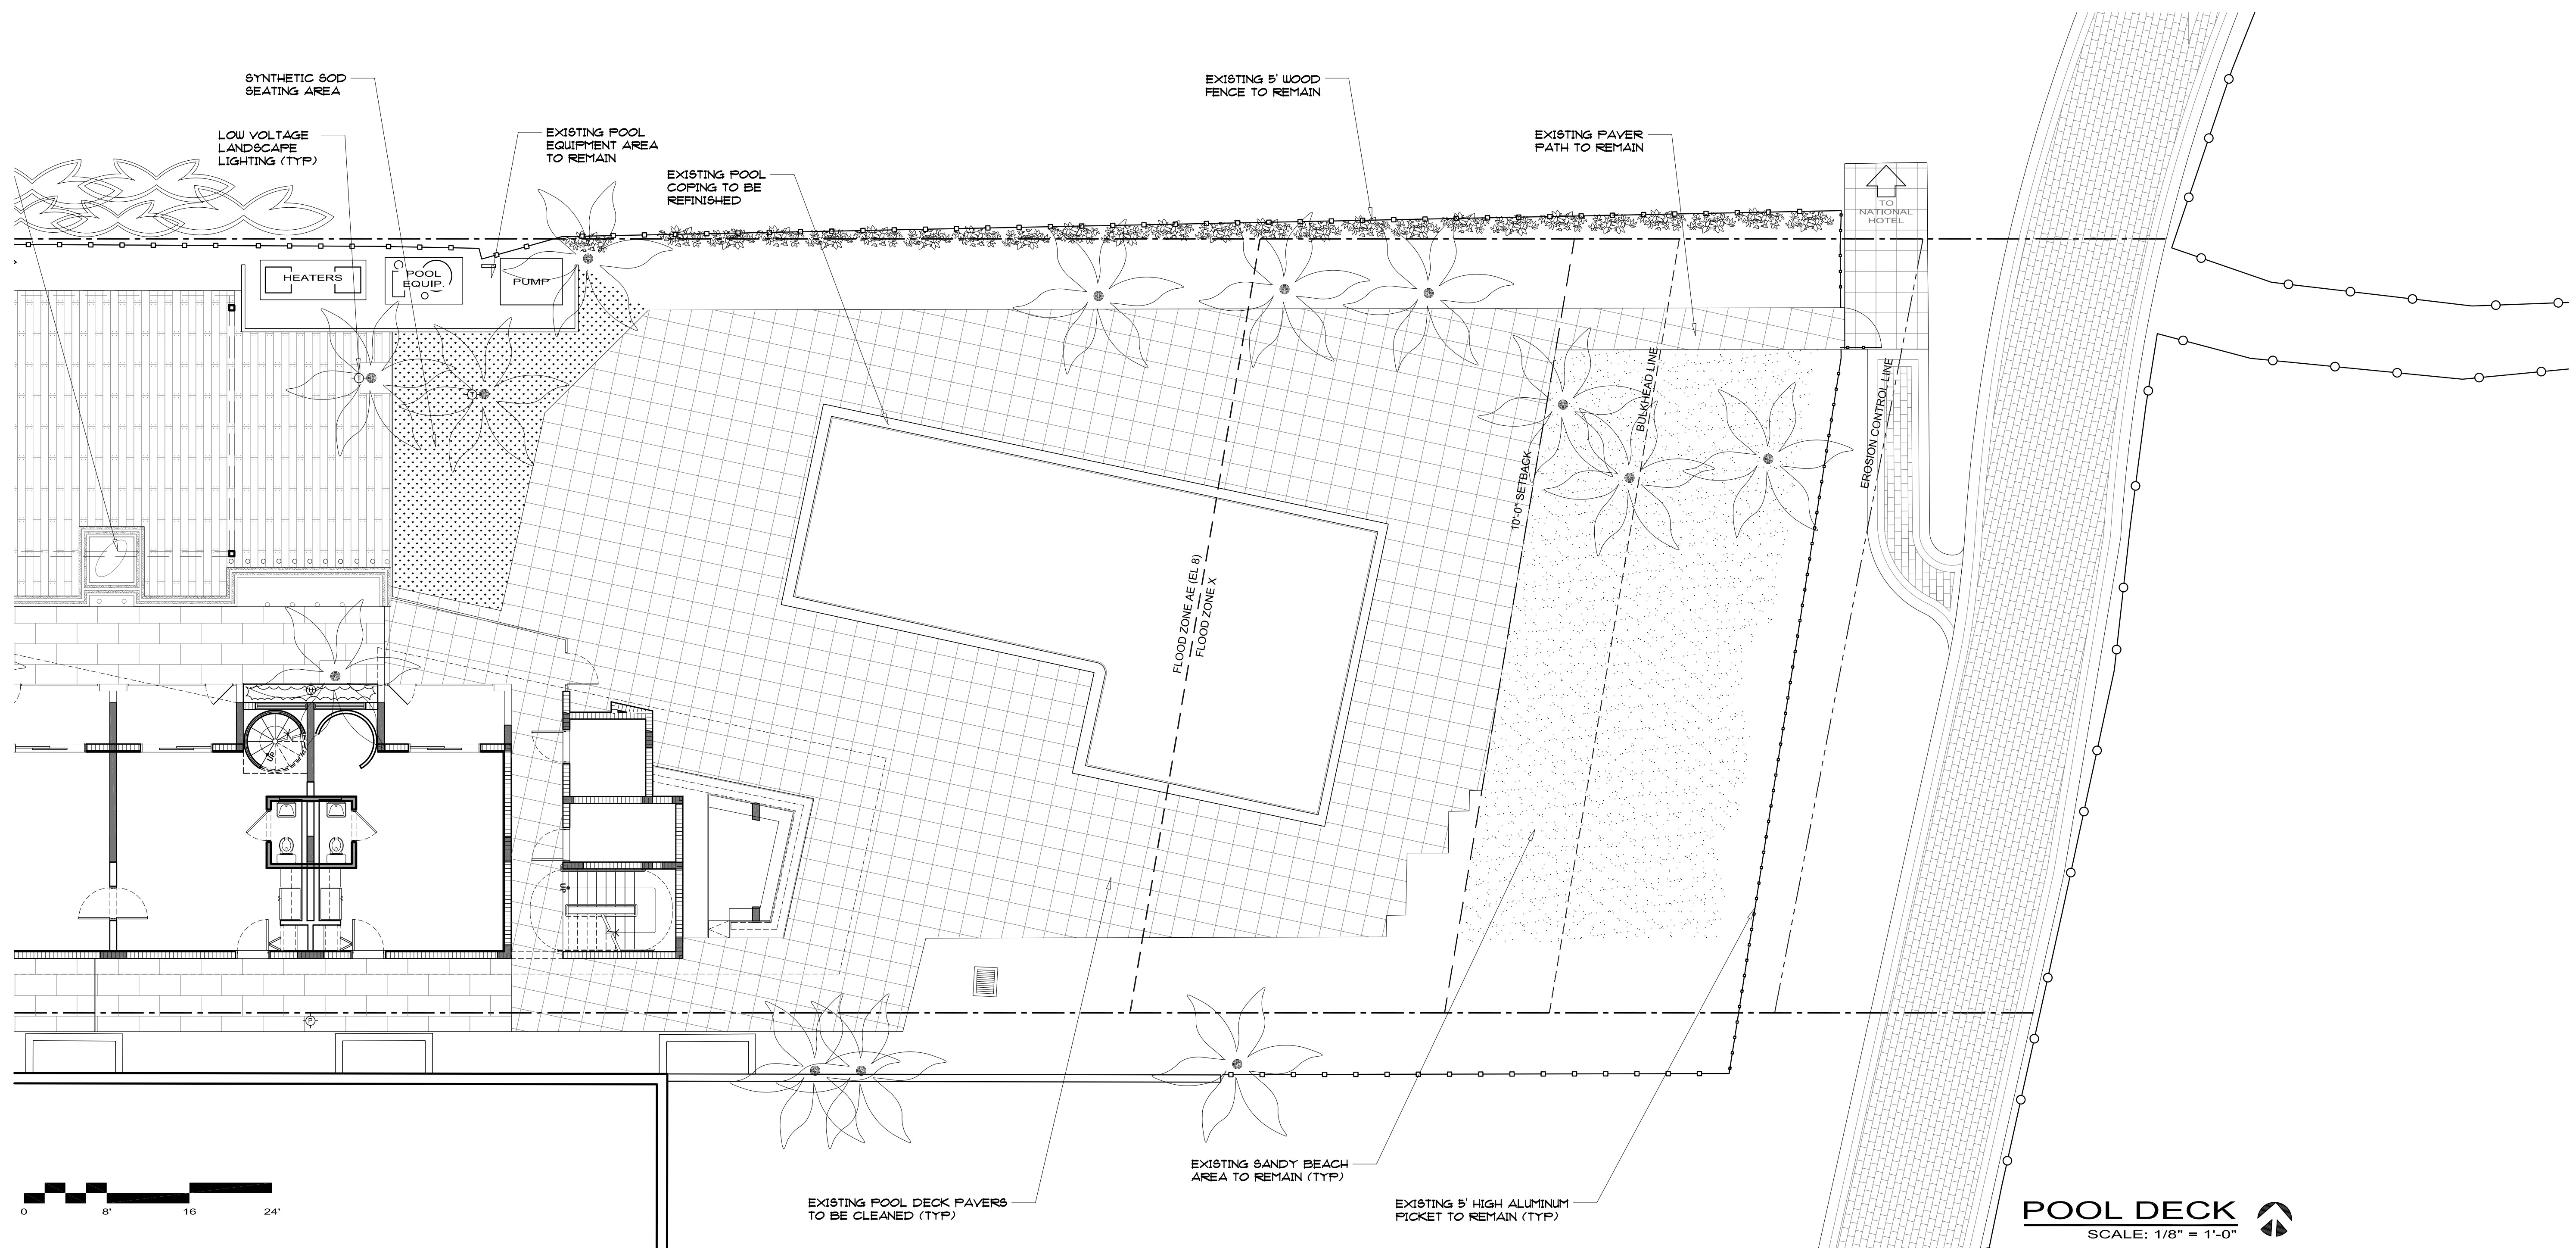 SYNTHETIC SOD
SEATING AREA
LOW VOLTAGE
LANDSCAPE
LIGHTING (TYP)
EXISTING POOL
EQUIPMENT AREA
TO REMAIN
EXISTING POOL
COPING TO BE
REFINISHED
EXISTING 5' WOOD
FENCE TO REMAIN
EXISTING PAVER
PATH TO REMAIN
TO
NATIONAL
HOTEL
HEATERS
POOL
EQUIP.
PUMP
T
T
BULKHEAD LINE
EROSION CONTROL LINE
10'-0" SETBACK
FLOOD ZONE AE (EL 8)
FLOOD ZONE X
UP
UP
P
EXISTING SANDY BEACH
AREA TO REMAIN (TYP)
EXISTING POOL DECK PAVERS
TO BE CLEANED (TYP)
EXISTING 5' HIGH ALUMINUM
PICKET TO REMAIN (TYP)
0 8' 16 24'
POOL DECK
SCALE: 1/8" = 1'-0"